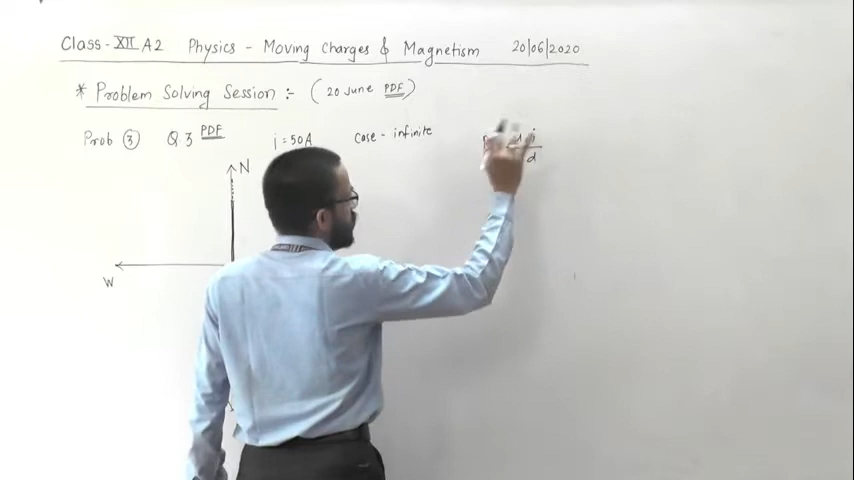 Class-XII A2 Physics - Moving Charges & Magnetism 20/06/2020
* Problem Solving Session :- (20 June PDF)
Prob ③ Q 3 PDF i = 50A Case - infinite
d
N
W